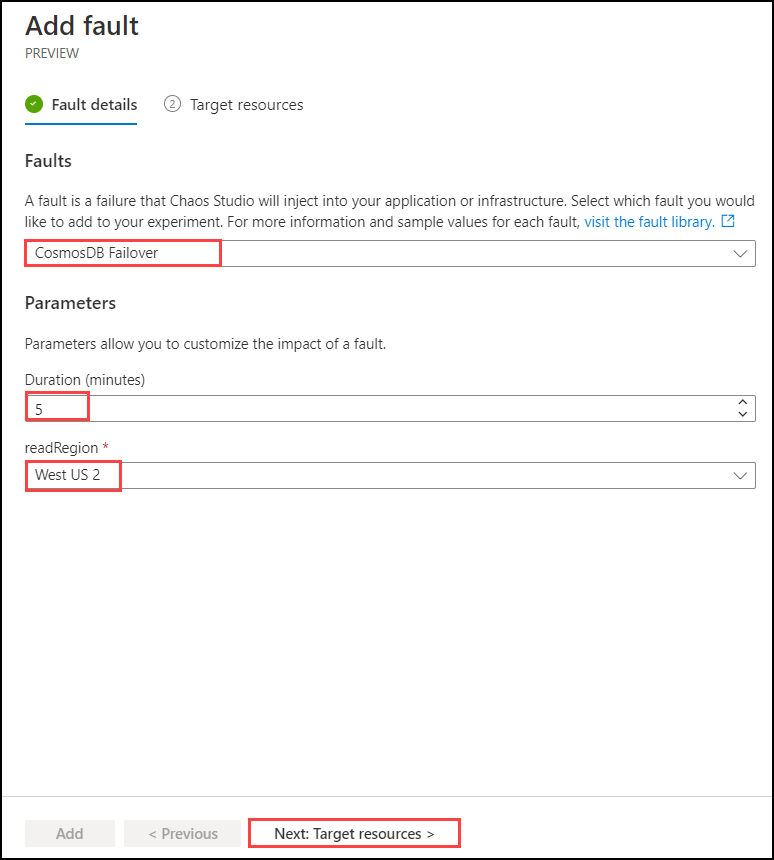 Add fault
PREVIEW
Fault details
2 Target resources
Faults
A fault is a failure that Chaos Studio will inject into your application or infrastructure. Select which fault you would
like to add to your experiment. For more information and sample values for each fault, visit the fault library.
CosmosDB Failover
Parameters
Parameters allow you to customize the impact of a fault.
Duration (minutes)
5
readRegion *
West US 2
Add
< Previous
Next: Target resources >